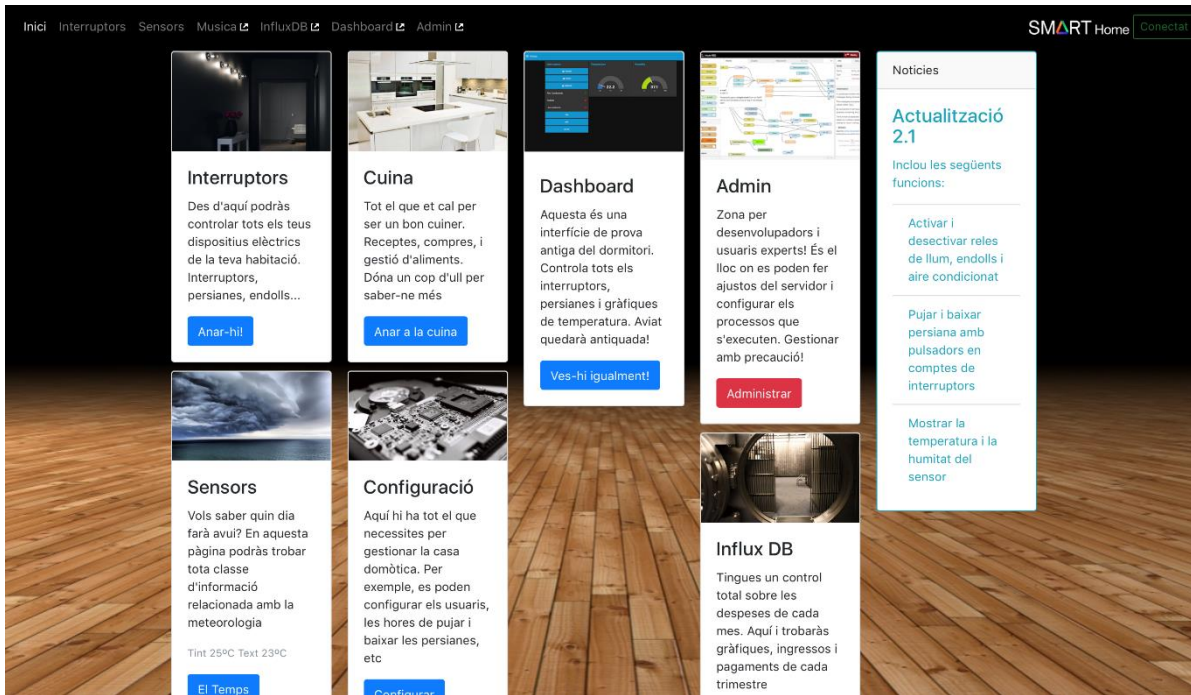 Inici Interruptors Sensors Musica InfluxDB Dashboard Admin
SMART Home Conectat
Interruptors
Des d'aquí podràs
controlar tots els teus
dispositius elèctrics
de la teva habitació.
Interruptors,
persianes, endolls...
Anar-hi!
Cuina
Tot el que et cal per
ser un bon cuiner.
Receptes, compres, i
gestió d'aliments.
Dóna un cop d'ull per
saber-ne més
Anar a la cuina
Dashboard
Aquesta és una
interfície de prova
antiga del dormitori.
Controla tots els
interruptors,
persianes i gràfiques
de temperatura. Aviat
quedarà antiquada!
Ves-hi igualment!
Admin
Zona per
desenvolupadors i
usuaris experts! És el
lloc on es poden fer
ajustos del servidor i
configurar els
processos que
s'executen. Gestionar
amb precaució!
Administrar
Noticies
Actualització
2.1
Inclou les següents
funcions:
Activar i
desectivar reles
de llum, endolls i
aire condicionat
Pujar i baixar
persiana amb
pulsadors en
comptes de
interruptors
Mostrar la
temperatura i la
humitat del
sensor
Sensors
Vols saber quin dia
farà avui? En aquesta
pàgina podràs trobar
tota classe
d'informació
relacionada amb la
meteorologia
Tint 25ºC Text 23ºC
El Temps
Configuració
Aquí hi ha tot el que
necessites per
gestionar la casa
domòtica. Per
exemple, es poden
configurar els usuaris,
les hores de pujar i
baixar les persianes,
etc
Configurar
Influx DB
Tingues un control
total sobre les
despeses de cada
mes. Aquí i trobaràs
gràfiques, ingressos i
pagaments de cada
trimestre